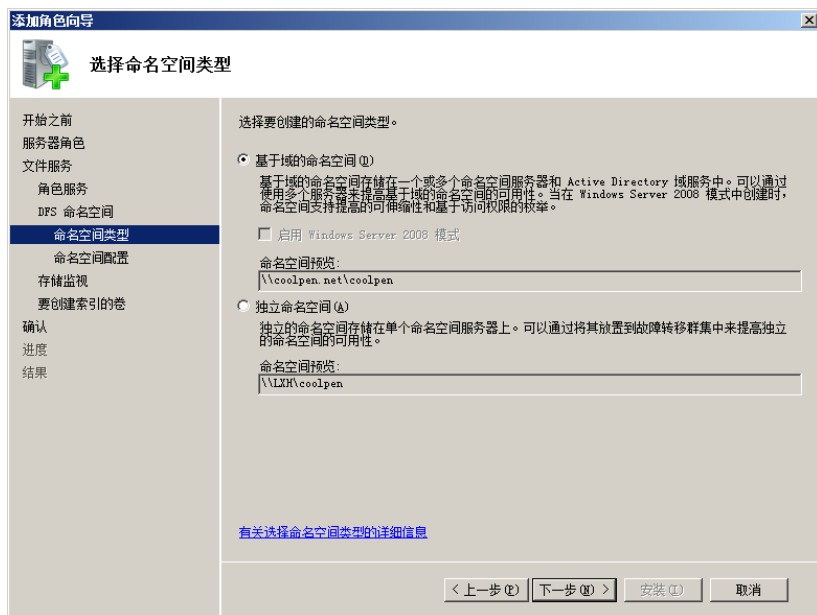 添加角色向导
选择命名空间类型
开始之前
服务器角色
文件服务
角色服务
DFS 命名空间
命名空间类型
命名空间配置
存储监视
要创建索引的卷
确认
进度
结果
选择要创建的命名空间类型。
基于域的命名空间(D)
基于域的命名空间存储在一个或多个命名空间服务器和 Active Directory 域服务中。可以通过
使用多个服务器来提高基于域的命名空间的可用性。当在 Windows Server 2008 模式中创建时,
命名空间支持提高的可伸缩性和基于访问权限的枚举。
启用 Windows Server 2008 模式
命名空间预览:
\\coolpen.net\coolpen
独立命名空间(A)
独立的命名空间存储在单个命名空间服务器上。可以通过将其放置到故障转移群集中来提高独立
的命名空间的可用性。
命名空间预览:
\\LXH\coolpen
有关选择命名空间类型的详细信息
< 上一步(P)
下一步(N) >
安装(I)
取消